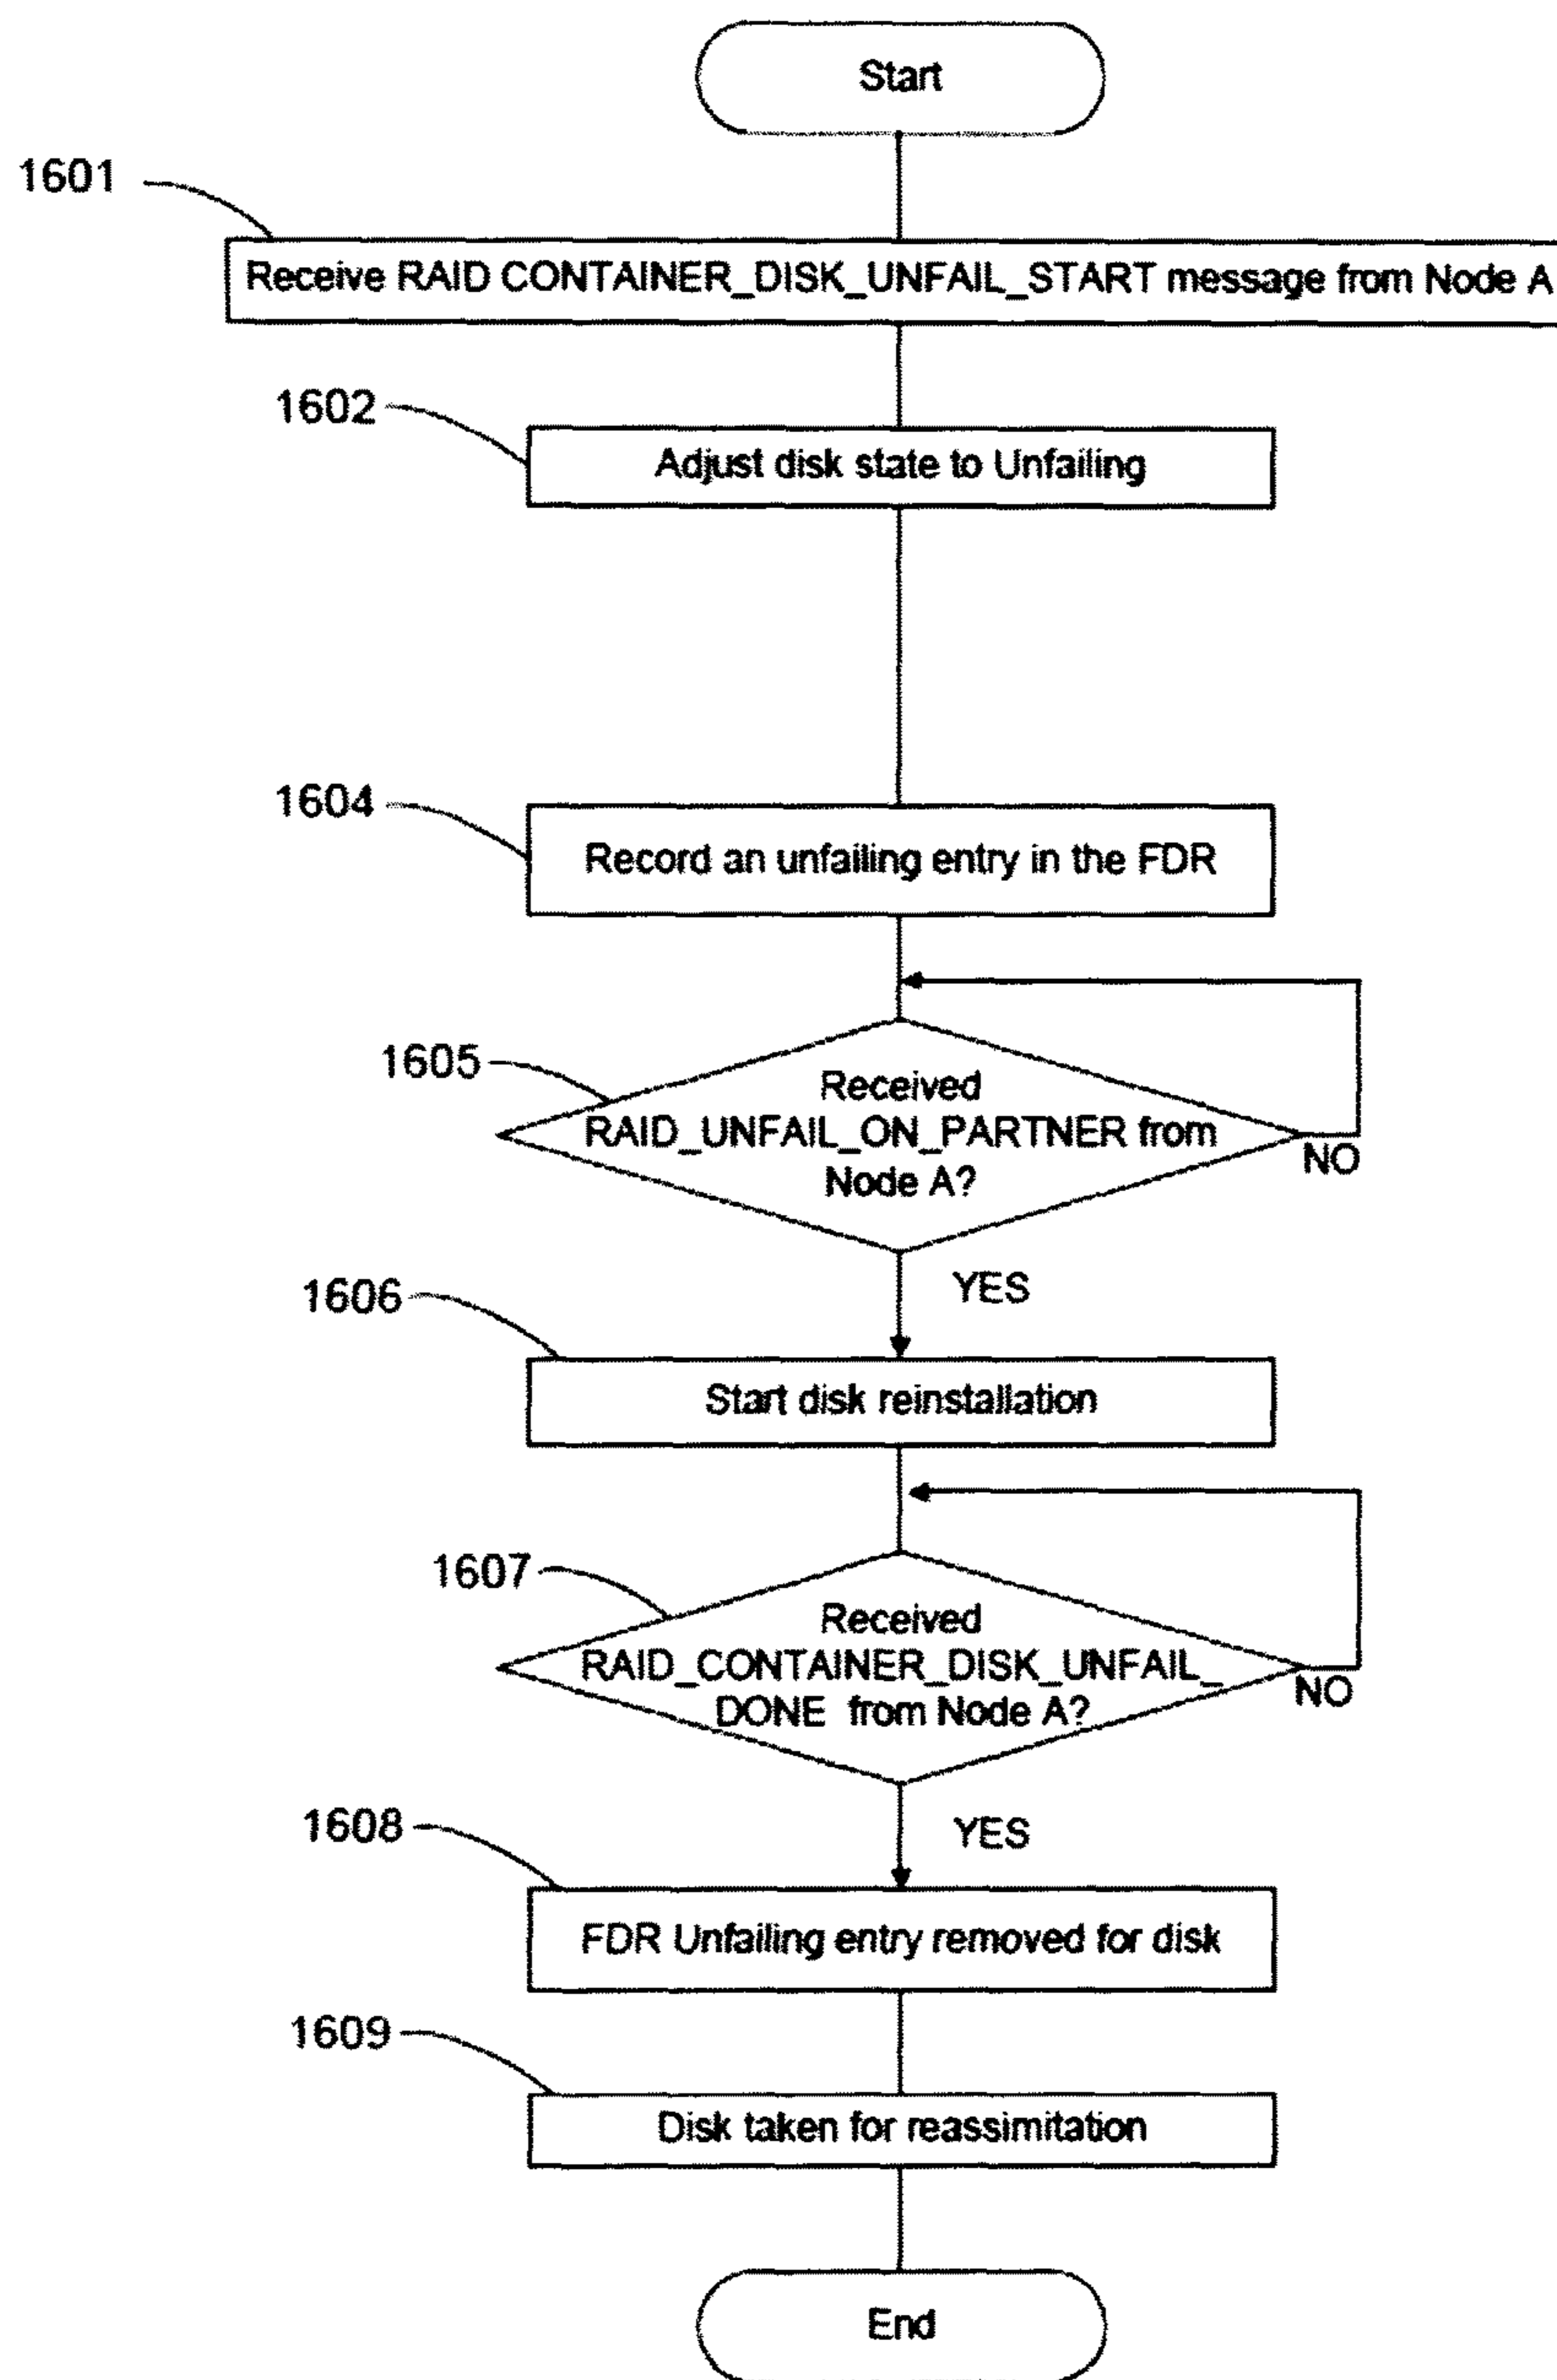 Start
1601
Receive RAID CONTAINER_DISK_UNFAIL_START message from Node A
1602
Adjust disk state to Unfailing
1604
Record an unfailing entry in the FDR
1605
Received
RAID_UNFAIL_ON_PARTNER from
Node A?
NO
YES
1606
Start disk reinstallation
1607
Received
RAID_CONTAINER_DISK_UNFAIL_
DONE from Node A?
NO
YES
1608
FDR Unfailing entry removed for disk
1609
Disk taken for reassimitation
End